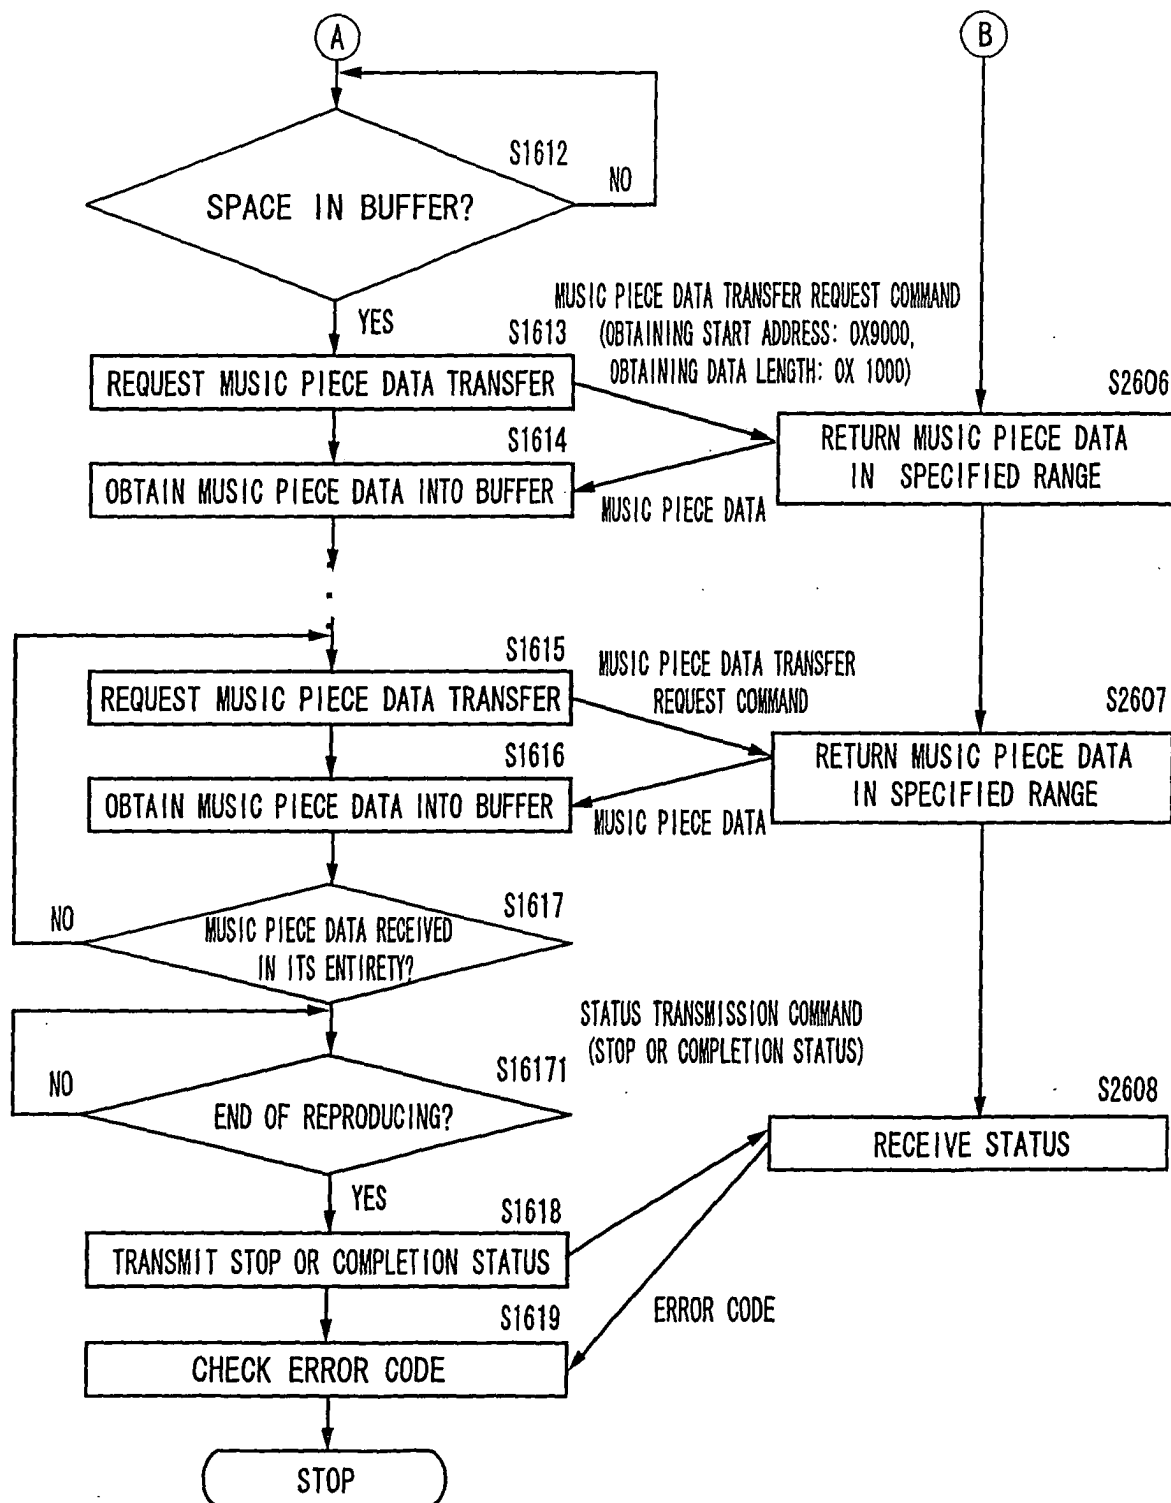 A
B
S1612
NO
SPACE IN BUFFER?
YES
MUSIC PIECE DATA TRANSFER REQUEST COMMAND
(OBTAINING START ADDRESS: 0X9000,
OBTAINING DATA LENGTH: 0X 1000)
S1613
REQUEST MUSIC PIECE DATA TRANSFER
S2606
RETURN MUSIC PIECE DATA
IN SPECIFIED RANGE
S1614
OBTAIN MUSIC PIECE DATA INTO BUFFER
MUSIC PIECE DATA
S1615
REQUEST MUSIC PIECE DATA TRANSFER
MUSIC PIECE DATA TRANSFER
REQUEST COMMAND
S2607
RETURN MUSIC PIECE DATA
IN SPECIFIED RANGE
S1616
OBTAIN MUSIC PIECE DATA INTO BUFFER
MUSIC PIECE DATA
S1617
NO
MUSIC PIECE DATA RECEIVED
IN ITS ENTIRETY?
STATUS TRANSMISSION COMMAND
(STOP OR COMPLETION STATUS)
S16171
NO
END OF REPRODUCING?
S2608
RECEIVE STATUS
YES
S1618
TRANSMIT STOP OR COMPLETION STATUS
ERROR CODE
S1619
CHECK ERROR CODE
STOP